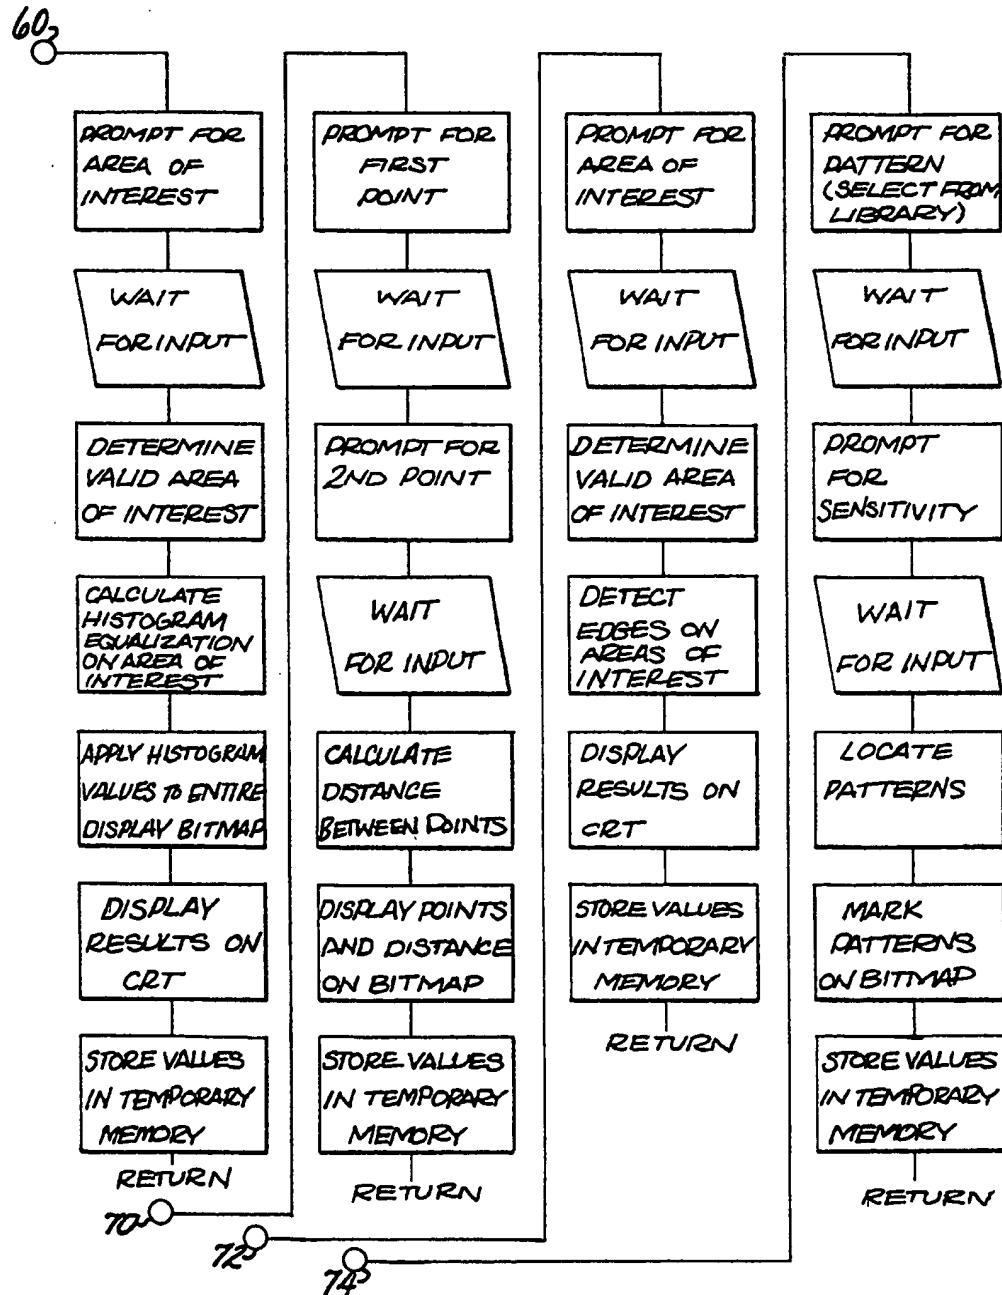 60
PROMPT FOR
AREA OF
INTEREST
WAIT
FOR INPUT
DETERMINE
VALID AREA
OF INTEREST
CALCULATE
HISTOGRAM
EQUALIZATION
ON AREA OF
INTEREST
APPLY HISTOGRAM
VALUES TO ENTIRE
DISPLAY BITMAP
DISPLAY
RESULTS ON
CRT
STORE VALUES
IN TEMPORARY
MEMORY
RETURN
70
PROMPT FOR
FIRST
POINT
WAIT
FOR INPUT
PROMPT FOR
2ND POINT
WAIT
FOR INPUT
CALCULATE
DISTANCE
BETWEEN POINTS
DISPLAY POINTS
AND DISTANCE
ON BITMAP
STORE VALUES
IN TEMPORARY
MEMORY
RETURN
72
PROMPT FOR
AREA OF
INTEREST
WAIT
FOR INPUT
DETERMINE
VALID AREA
OF INTEREST
DETECT
EDGES ON
AREAS OF
INTEREST
DISPLAY
RESULTS ON
CRT
STORE VALUES
IN TEMPORARY
MEMORY
RETURN
74
PROMPT FOR
PATTERN
(SELECT FROM
LIBRARY)
WAIT
FOR INPUT
PROMPT
FOR
SENSITIVITY
WAIT
FOR INPUT
LOCATE
PATTERNS
MARK
PATTERNS
ON BITMAP
STORE VALUES
IN TEMPORARY
MEMORY
RETURN